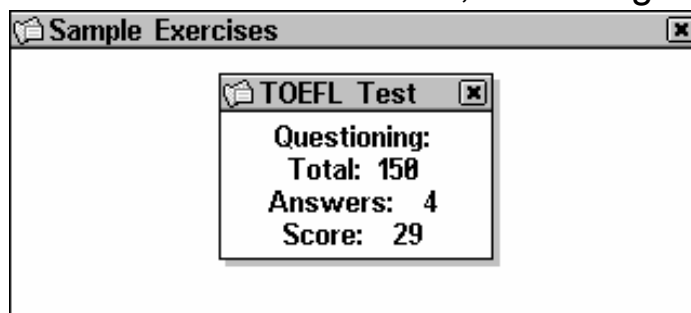 Sample Exercises
TOEFL Test
Questioning:
Total: 150
Answers: 4
Score: 29